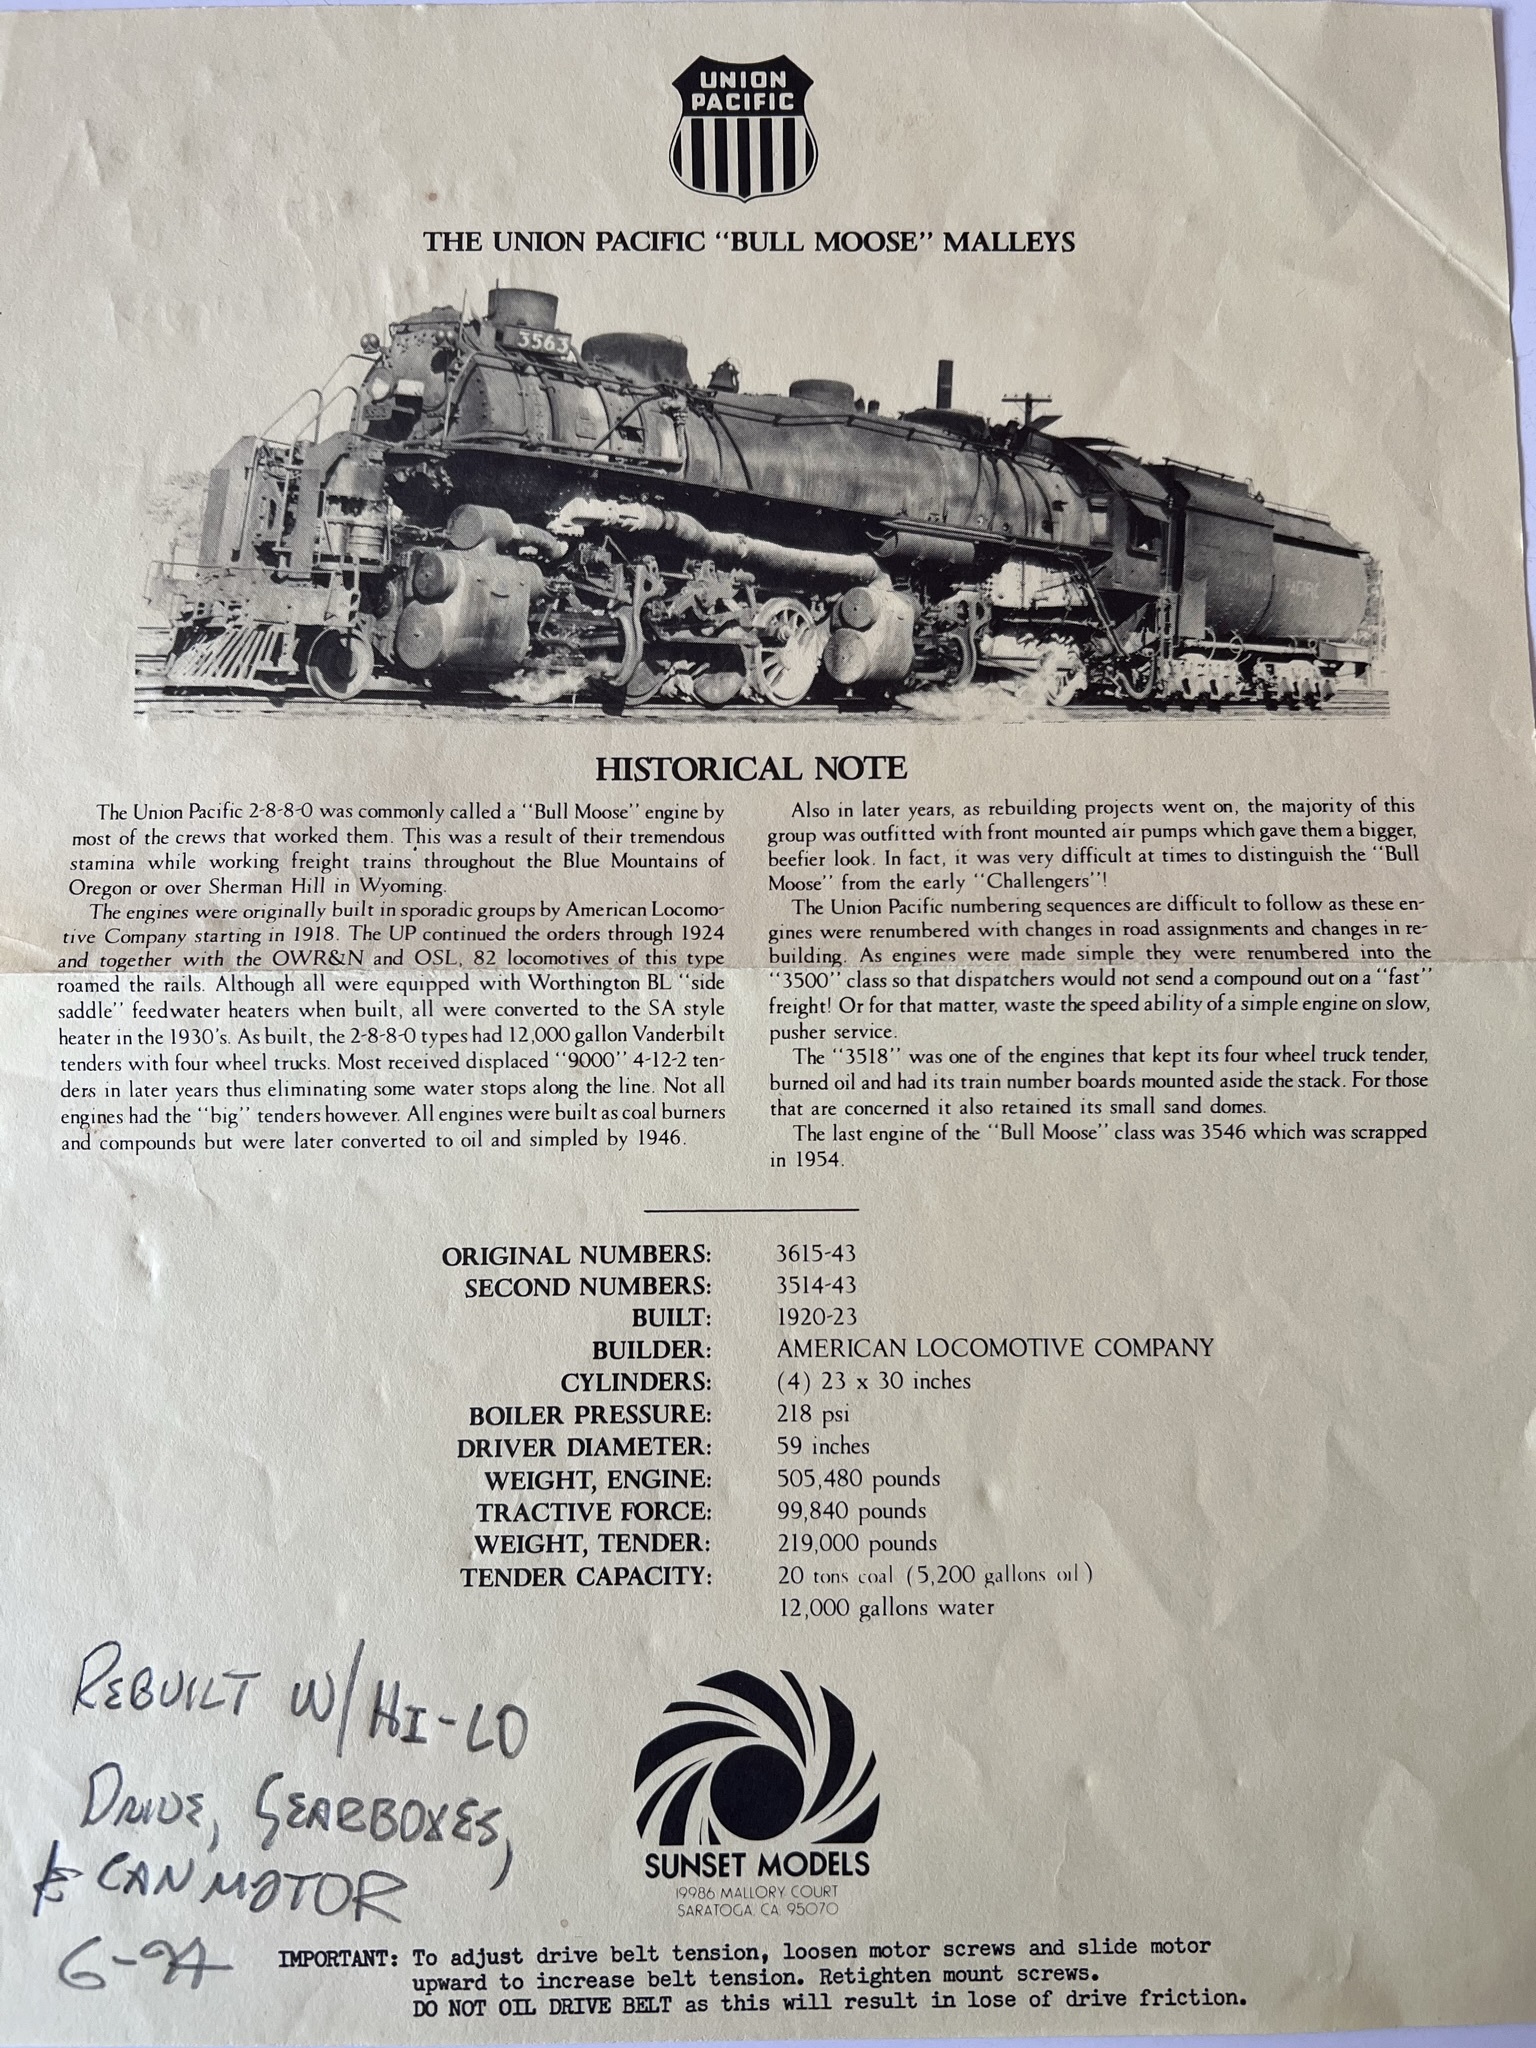 UNION
PACIFIC
THE UNION PACIFIC "BULL MOOSE" MALLEYS
3563
HISTORICAL NOTE
The Union Pacific 2-8-8-0 was commonly called a "Bull Moose" engine by
most of the crews that worked them. This was a result of their tremendous
stamina while working freight trains throughout the Blue Mountains of
Oregon or over Sherman Hill in Wyoming.
The engines were originally built in sporadic groups by American Locomo-
tive Company starting in 1918. The UP continued the orders through 1924
and together with the OWR&N and OSL, 82 locomotives of this type
roamed the rails. Although all were equipped with Worthington BL "side
saddle" feedwater heaters when built, all were converted to the SA style
heater in the 1930's. As built, the 2-8-8-0 types had 12,000 gallon Vanderbilt
tenders with four wheel trucks. Most received displaced "9000" 4-12-2 ten-
ders in later years thus eliminating some water stops along the line. Not all
engines had the "big" tenders however. All engines were built as coal burners
and compounds but were later converted to oil and simpled by 1946.
Also in later years, as rebuilding projects went on, the majority of this
group was outfitted with front mounted air pumps which gave them a bigger,
beefier look. In fact, it was very difficult at times to distinguish the "Bull
Moose" from the early "Challengers"!
The Union Pacific numbering sequences are difficult to follow as these en-
gines were renumbered with changes in road assignments and changes in re-
building. As engines were made simple they were renumbered into the
"3500" class so that dispatchers would not send a compound out on a "fast"
freight! Or for that matter, waste the speed ability of a simple engine on slow,
pusher service.
The "3518" was one of the engines that kept its four wheel truck tender,
burned oil and had its train number boards mounted aside the stack. For those
that are concerned it also retained its small sand domes.
The last engine of the "Bull Moose" class was 3546 which was scrapped
in 1954.
ORIGINAL NUMBERS: 3615-43
SECOND NUMBERS: 3514-43
BUILT: 1920-23
BUILDER: AMERICAN LOCOMOTIVE COMPANY
CYLINDERS: (4) 23 x 30 inches
BOILER PRESSURE: 218 psi
DRIVER DIAMETER: 59 inches
WEIGHT, ENGINE: 505,480 pounds
TRACTIVE FORCE: 99,840 pounds
WEIGHT, TENDER: 219,000 pounds
TENDER CAPACITY: 20 tons coal (5,200 gallons oil)
12,000 gallons water
REBUILT W/HI-LO
DRIVE, GEARBOXES,
& CAN MOTOR
6-94
SUNSET MODELS
19986 MALLORY COURT
SARATOGA, CA 95070
IMPORTANT: To adjust drive belt tension, loosen motor screws and slide motor
upward to increase belt tension. Retighten mount screws.
DO NOT OIL DRIVE BELT as this will result in lose of drive friction.